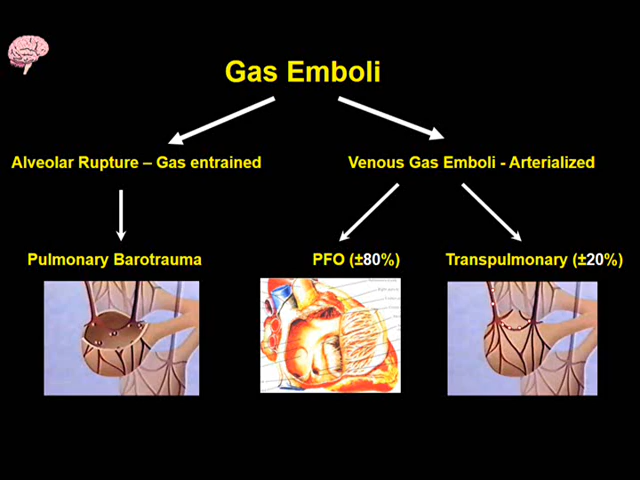 Gas Emboli
Alveolar Rupture – Gas entrained
Venous Gas Emboli - Arterialized
Pulmonary Barotrauma
PFO (±80%)
Transpulmonary (±20%)